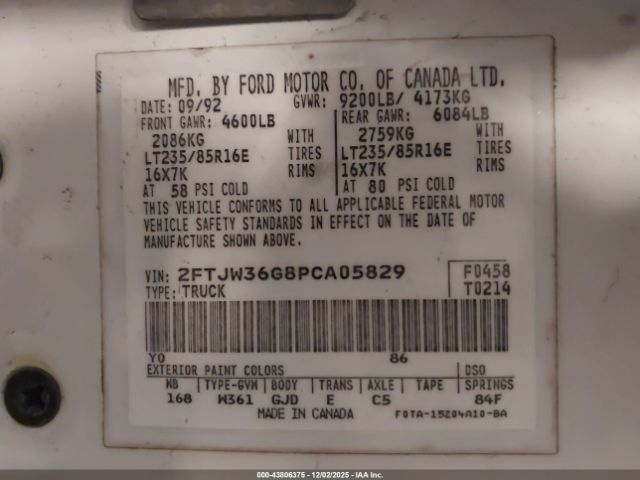 MFD. BY FORD MOTOR CO. OF CANADA LTD.
DATE: 09/92 GVWR: 9200LB/ 4173KG
FRONT GAWR: 4600LB REAR GAWR: 6084LB
2086KG WITH 2759KG WITH
LT235/85R16E TIRES LT235/85R16E TIRES
16X7K RIMS 16X7K RIMS
AT 58 PSI COLD AT 80 PSI COLD
THIS VEHICLE CONFORMS TO ALL APPLICABLE FEDERAL MOTOR
VEHICLE SAFETY STANDARDS IN EFFECT ON THE DATE OF
MANUFACTURE SHOWN ABOVE.
VIN: 2FTJW36G8PCA05829 F0458
TYPE: TRUCK T0214
YO 86
EXTERIOR PAINT COLORS DSO
WB TYPE-GVM BODY TRANS AXLE TAPE SPRINGS
168 W361 GJD E C5 84F
MADE IN CANADA F0TA-15204A10-BA
000-43806375 - 12/02/2025 - IAA Inc.